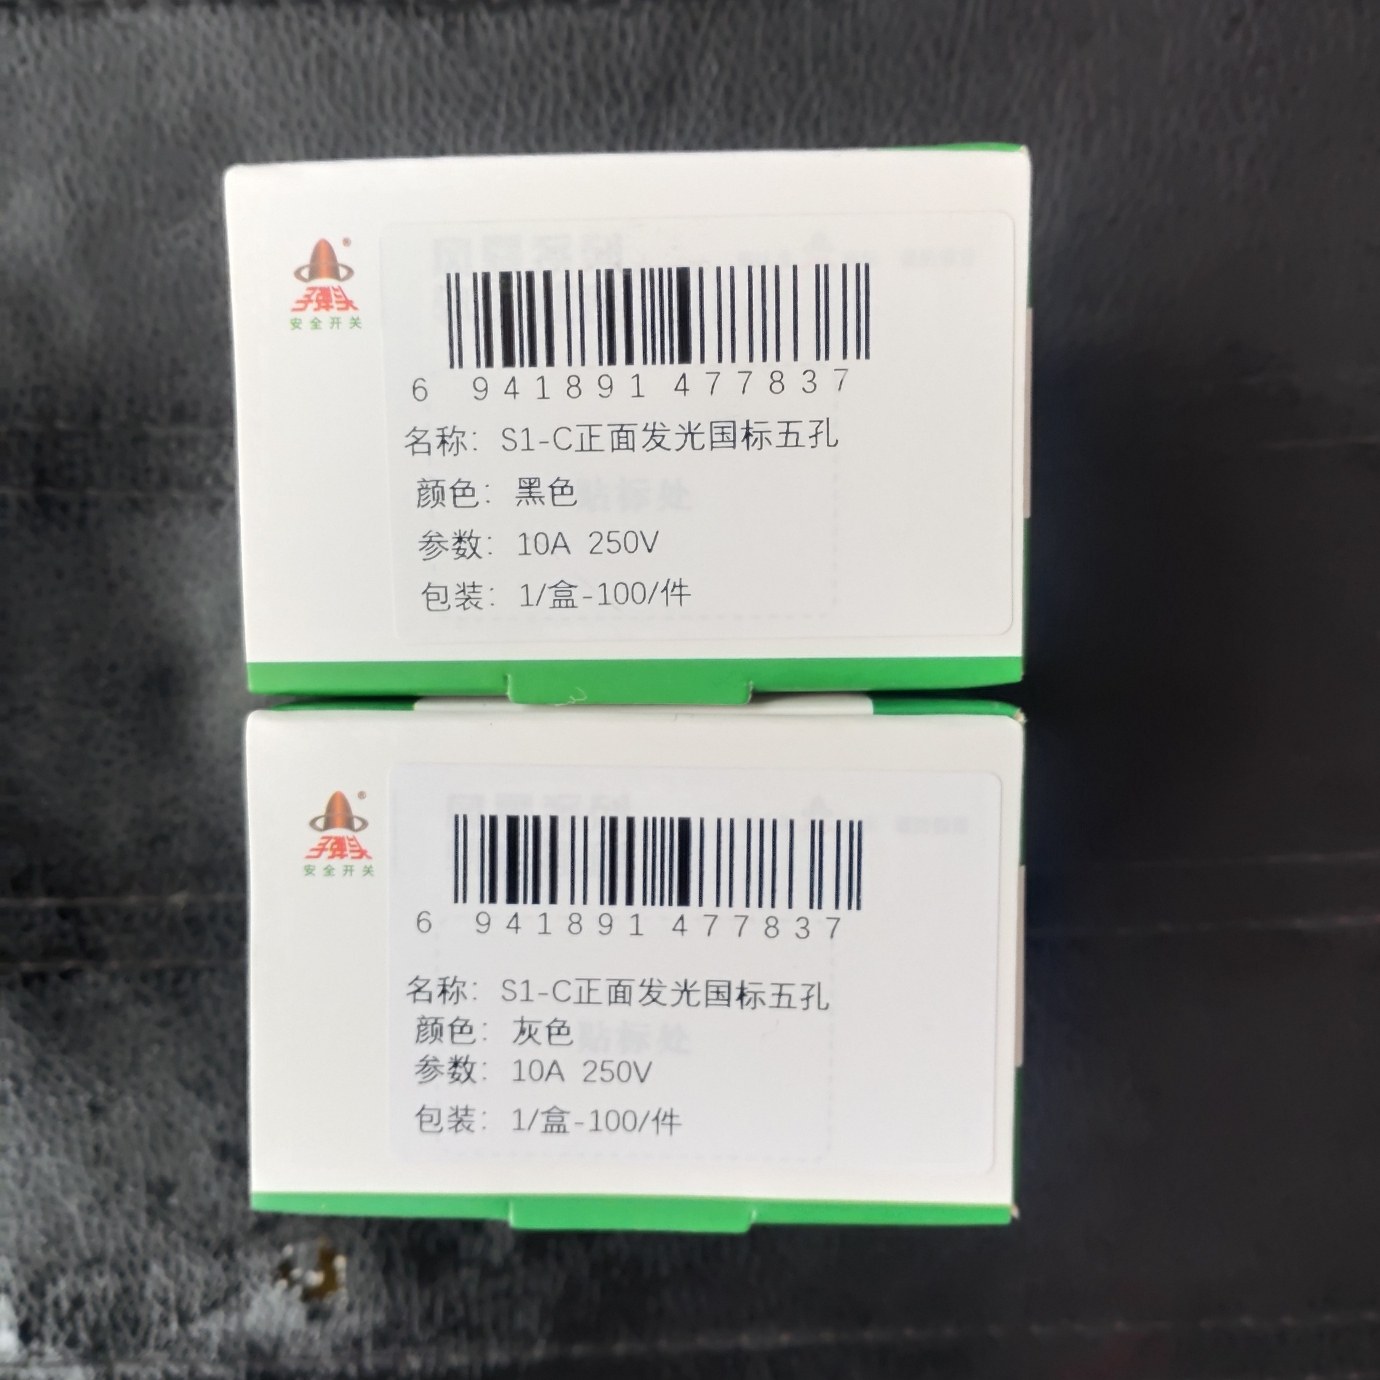 ®
子弹头
安全开关
6 941891 477837
名称：S1-C正面发光国标五孔
颜色：黑色
参数：10A 250V
包装：1/盒-100/件
®
子弹头
安全开关
6 941891 477837
名称：S1-C正面发光国标五孔
颜色：灰色
参数：10A 250V
包装：1/盒-100/件